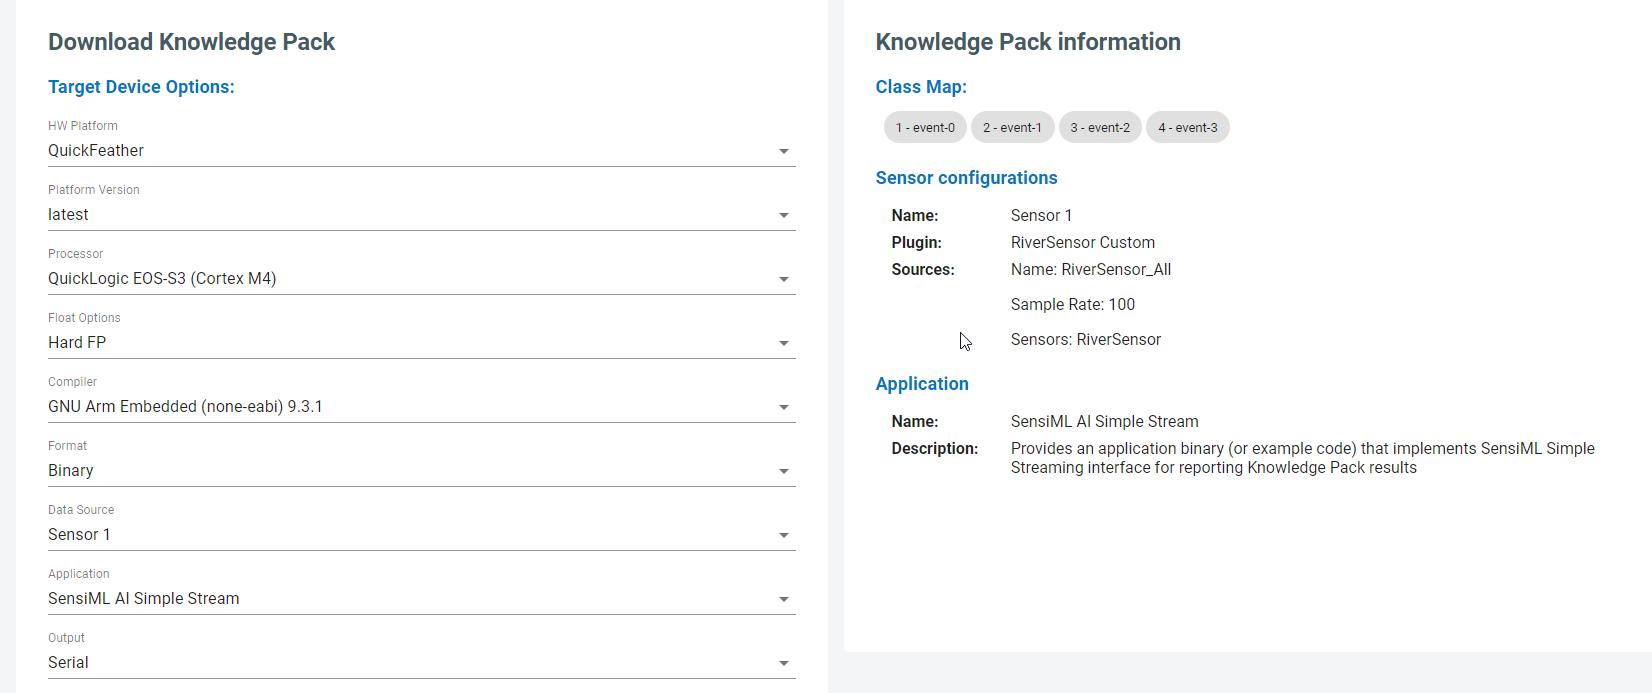 Download Knowledge Pack
Target Device Options:
HW Platform
QuickFeather
Platform Version
latest
Processor
QuickLogic EOS-S3 (Cortex M4)
Float Options
Hard FP
Compiler
GNU Arm Embedded (none-eabi) 9.3.1
Format
Binary
Data Source
Sensor 1
Application
SensiML AI Simple Stream
Output
Serial
Knowledge Pack information
Class Map:
1 - event-0 2 - event-1 3 - event-2 4 - event-3
Sensor configurations
Name: Sensor 1
Plugin: RiverSensor Custom
Sources: Name: RiverSensor_All
Sample Rate: 100
Sensors: RiverSensor
Application
Name: SensiML AI Simple Stream
Description: Provides an application binary (or example code) that implements SensiML Simple
Streaming interface for reporting Knowledge Pack results